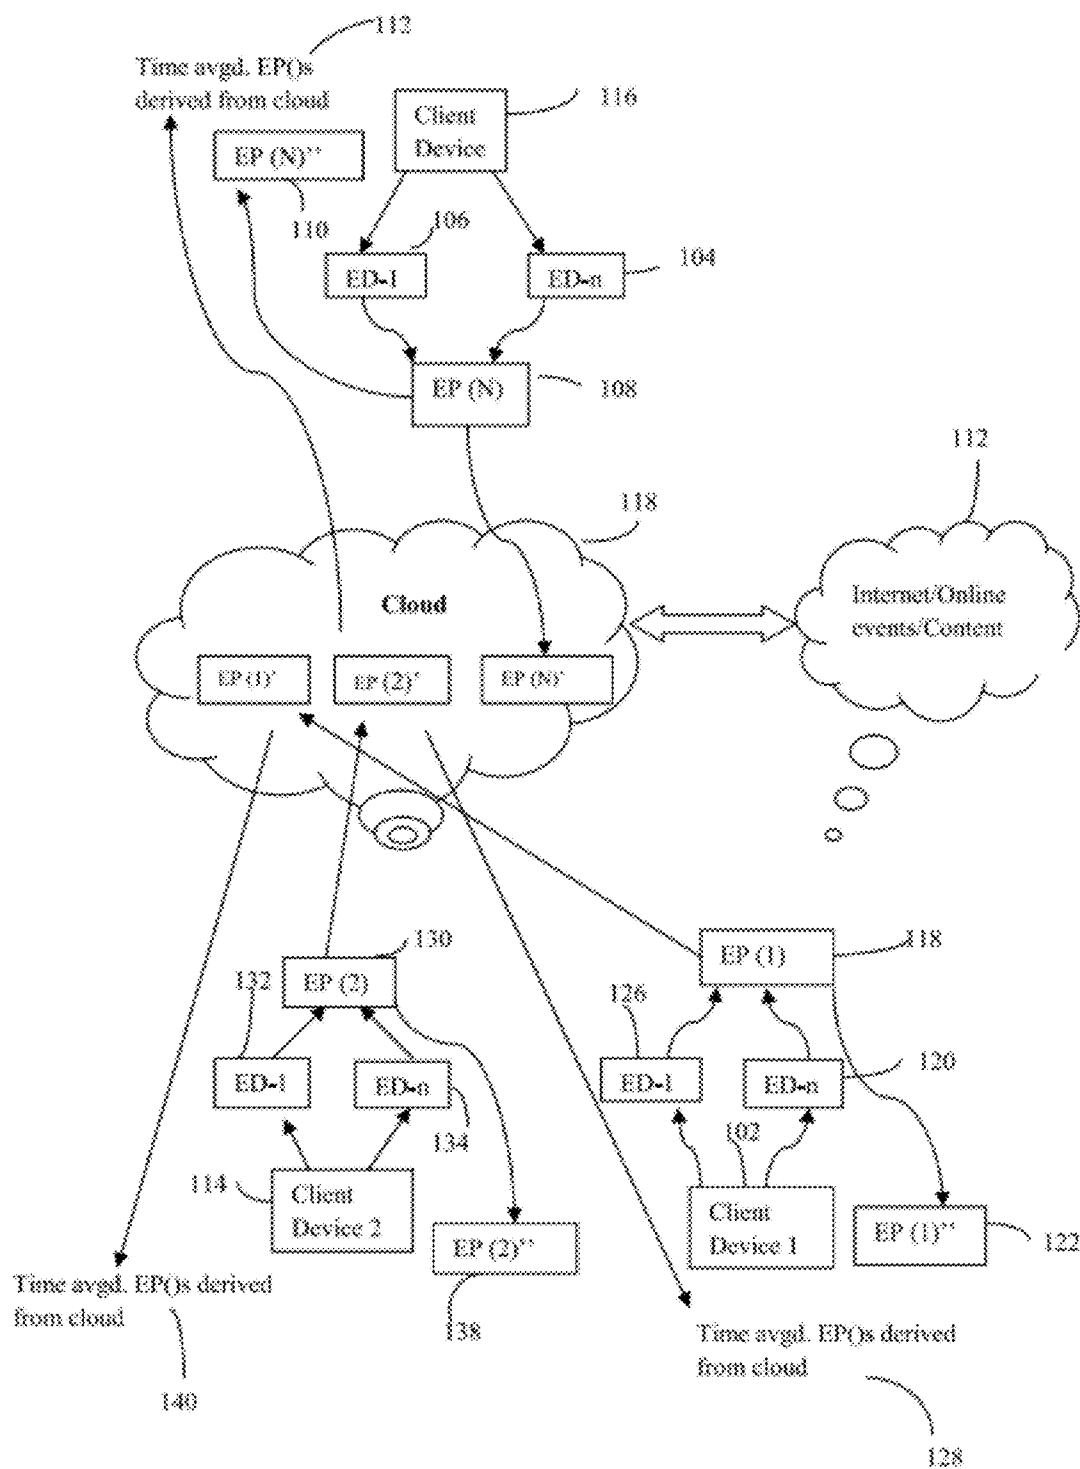 112
Time avgd. EP()s
derived from cloud
Client
Device
116
EP (N)''
110
106
ED-1
ED-n
104
EP (N)
108
112
118
Cloud
Internet/Online
events/Content
EP (1)'
EP (2)'
EP (N)'
130
EP (2)
132
EP (1)
118
126
ED-1
ED-n
134
ED-1
ED-n
120
102
114
Client
Device 2
EP (2)''
138
Client
Device 1
EP (1)''
122
Time avgd. EP()s derived
from cloud
140
Time avgd. EP()s derived
from cloud
128